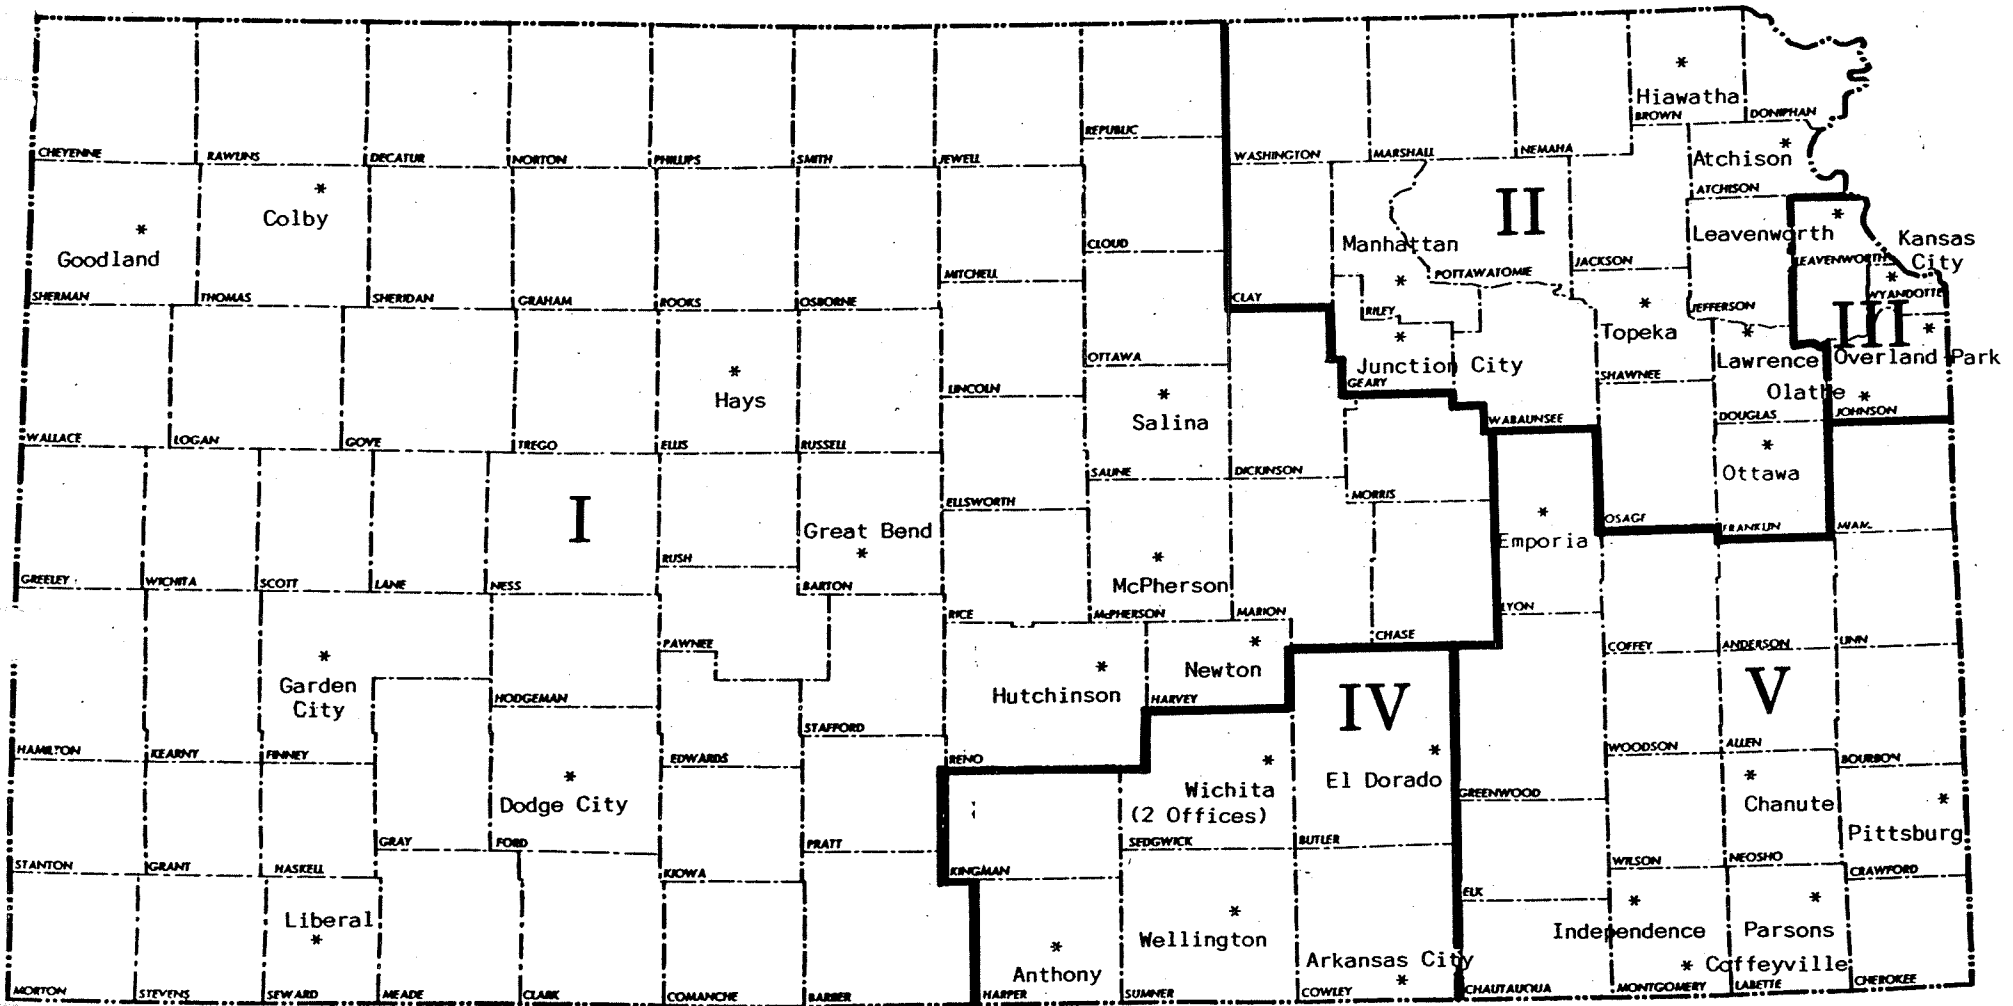 Hiawatha
BROWN
DONIPHAN
REPUBLIC
CHEYENNE
RAWLINS
DECATUR
NORTON
PHILLIPS
SMITH
JEWELL
WASHINGTON
MARSHALL
NEMAHA
Atchison
ATCHISON
Colby
Goodland
II
Manhattan
Leavenworth
Kansas
City
CLOUD
MITCHELL
POTTAWATOMIE
JACKSON
LEAVENWORTH
WYANDOTTE
SHERMAN
THOMAS
SHERIDAN
GRAHAM
ROOKS
OSBORNE
CLAY
RILEY
JEFFERSON
III
Topeka
Junction City
Lawrence
Overland Park
OTTAWA
GEARY
SHAWNEE
Olathe
Hays
LINCOLN
Salina
WABAUNSEE
DOUGLAS
JOHNSON
WALLACE
LOGAN
GOVE
TREGO
ELLIS
RUSSELL
SALINE
DICKINSON
Ottawa
I
ELLSWORTH
MORRIS
Great Bend
OSAGE
FRANKLIN
MIAM
Emporia
RUSH
BARTON
McPherson
GREELEY
WICHITA
SCOTT
LANE
NESS
RICE
McPHERSON
MARION
LYON
PAWNEE
CHASE
COFFEY
ANDERSON
LINN
Garden
City
Hutchinson
Newton
HARVEY
IV
V
HODGEMAN
STAFFORD
HAMILTON
KEARNY
FINNEY
EDWARDS
RENO
WOODSON
ALLEN
BOURBON
Dodge City
Wichita
(2 Offices)
El Dorado
GREENWOOD
Chanute
Pittsburg
GRAY
FORD
PRATT
SEDGWICK
BUTLER
STANTON
GRANT
HASKELL
KIOWA
KINGMAN
WILSON
NEOSHO
CRAWFORD
ELK
Liberal
Wellington
Independence
Parsons
Anthony
Arkansas City
Coffeyville
MORTON
STEVENS
SEWARD
MEADE
CLARK
COMANCHE
BARBER
HARPER
SUMNER
COWLEY
CHAUTAUQUA
MONTGOMERY
LABETTE
CHEROKEE